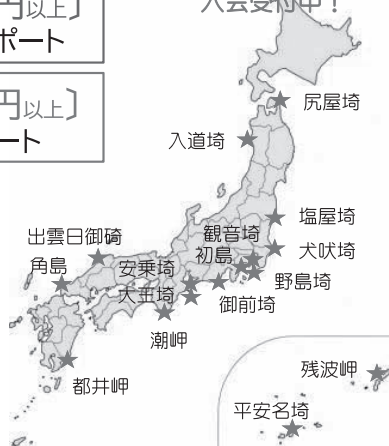 円以上〕
ポート
円以上〕
ート
入会受付中！
尻屋埼
入道埼
塩屋埼
観音埼
犬吠埼
初島
野島埼
出雲日御碕
角島
安乗埼
大王埼
御前埼
潮岬
都井岬
残波岬
平安名埼